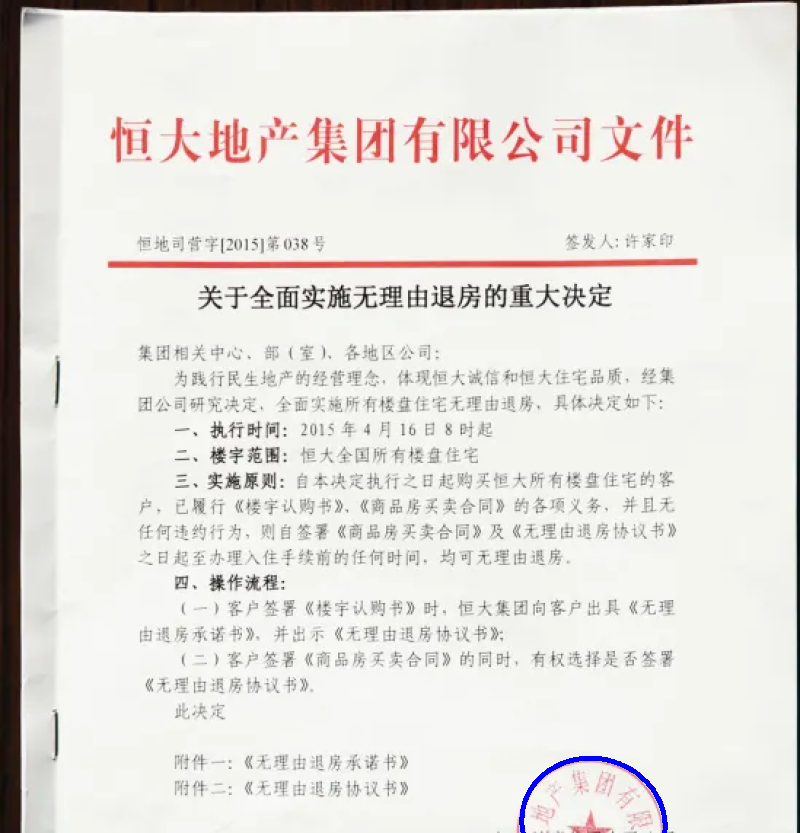 恒大地产集团有限公司文件
恒地司营字[2015]第038号
签发人:许家印
关于全面实施无理由退房的重大决定
集团相关中心、部(室)、各地区公司:
为践行民生地产的经营理念，体现恒大诚信和恒大住宅品质，经集
团公司研究决定，全面实施所有楼盘住宅无理由退房，具体决定如下:
一、执行时间: 2015年4月16日8时起
二、楼宇范围: 恒大全国所有楼盘住宅
三、实施原则: 自本决定执行之日起购买恒大所有楼盘住宅的客
户，已履行《楼宇认购书》、《商品房买卖合同》的各项义务，并且无
任何违约行为，则自签署《商品房买卖合同》及《无理由退房协议书》
之日起至办理入住手续前的任何时间，均可无理由退房。
四、操作流程:
(一)客户签署《楼宇认购书》时，恒大集团向客户出具《无理
由退房承诺书》，并出示《无理由退房协议书》;
(二)客户签署《商品房买卖合同》的同时，有权选择是否签署
《无理由退房协议书》。
此决定
附件一:《无理由退房承诺书》
附件二:《无理由退房协议书》
地产集团有限